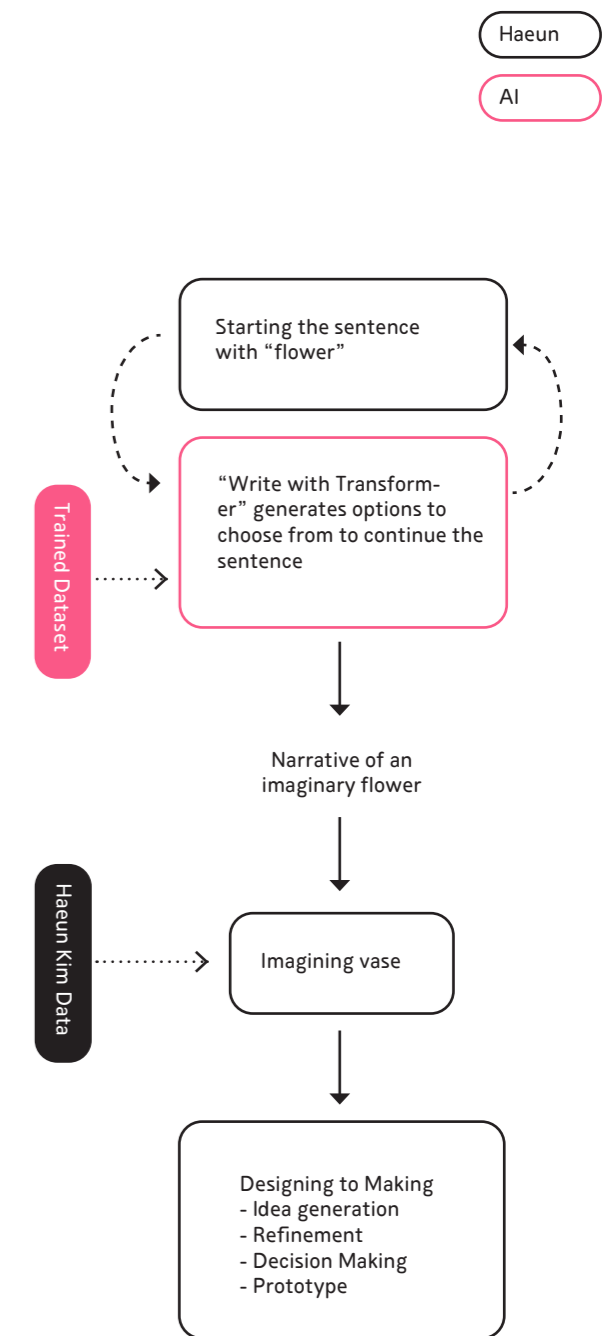 Haeun
AI
Starting the sentence
with “flower”
“Write with Transform-
er” generates options to
choose from to continue the
sentence
Trained Dataset
Narrative of an
imaginary flower
Haeun Kim Data
Imagining vase
Designing to Making
- Idea generation
- Refinement
- Decision Making
- Prototype